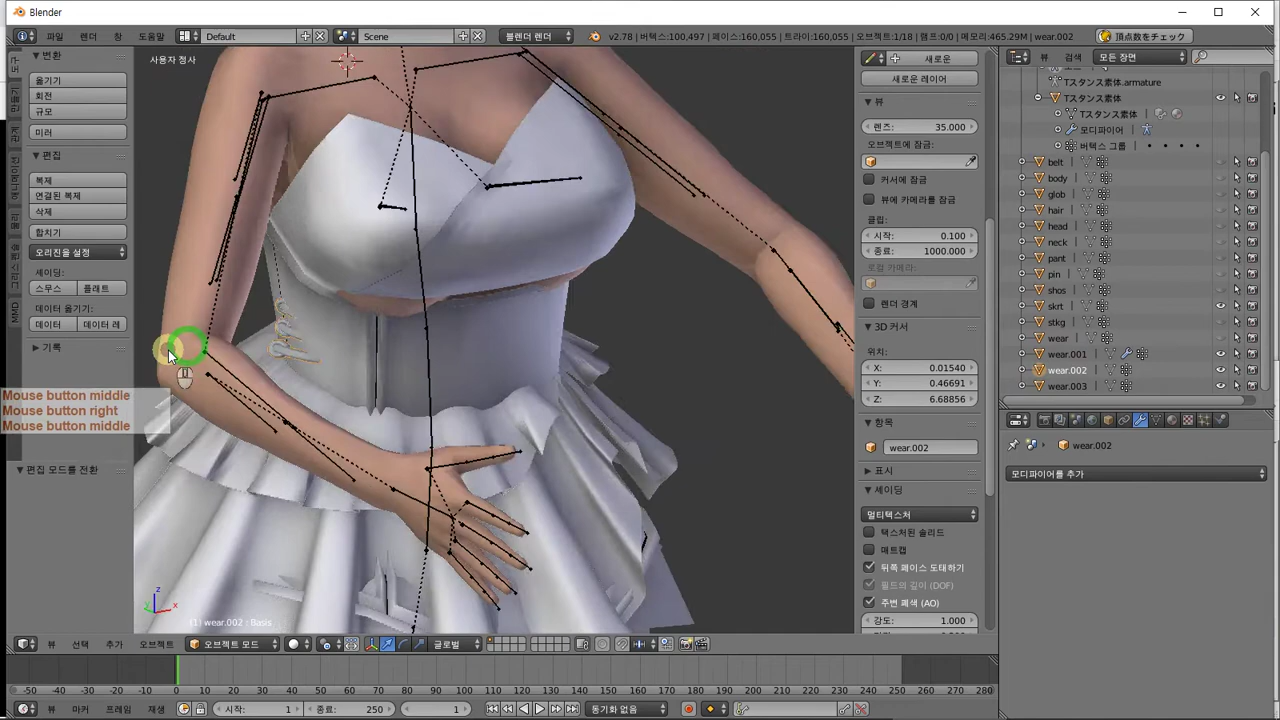 Blender
파일 렌더 창 도움말 Default Scene 블렌더 렌더 v2.78 | 버텍스:100,497 | 페이스:160,055 | 트라이:160,055 | 오브젝트:1/18 | 램프:0/0 | 메모리:465.29M | wear.002 頂点数をチェック
변환
옮기기
회전
규모
미러
편집
복제
연결된 복제
삭제
합치기
오리진을 설정
셰이딩:
스무스 플래트
데이터 옮기기:
데이터 데이터 레
기록
Mouse button middle
Mouse button right
Mouse button middle
편집 모드를 전환
MMD
사용자 청사
(1) wear.002 : Basis
새로운
새로운 레이어
뷰
렌즈: 35.000
오브젝트에 잠금:
커서에 잠금
뷰에 카메라를 잠금
클립:
시작: 0.100
종료: 1000.000
로컬 카메라:
렌더 경계
3D 커서
위치:
X: 0.01540
Y: 0.46691
Z: 6.68856
항목
wear.002
표시
셰이딩
멀티텍스처
텍스처된 솔리드
매트캡
뒤쪽 페이스 도태하기
필드의 깊이 (DOF)
주변 폐색 (AO)
강도: 1.000
뷰 검색 모든 장면
Tスタンス素体.armature
Tスタンス素体
Tスタンス素体
모디파이어
버텍스 그룹
belt
body
glob
hair
head
neck
pant
pin
shos
skrt
stkg
wear
wear.001
wear.002
wear.003
wear.002
모디파이어를 추가
뷰 선택 추가 오브젝트 오브젝트 모드 글로벌
-50 -40 -30 -20 -10 0 10 20 30 40 50 60 70 80 90 100 110 120 130 140 150 160 170 180 190 200 210 220 230 240 250 260 270 280
뷰 마커 프레임 재생 시작: 1 종료: 250 1 동기화 없음